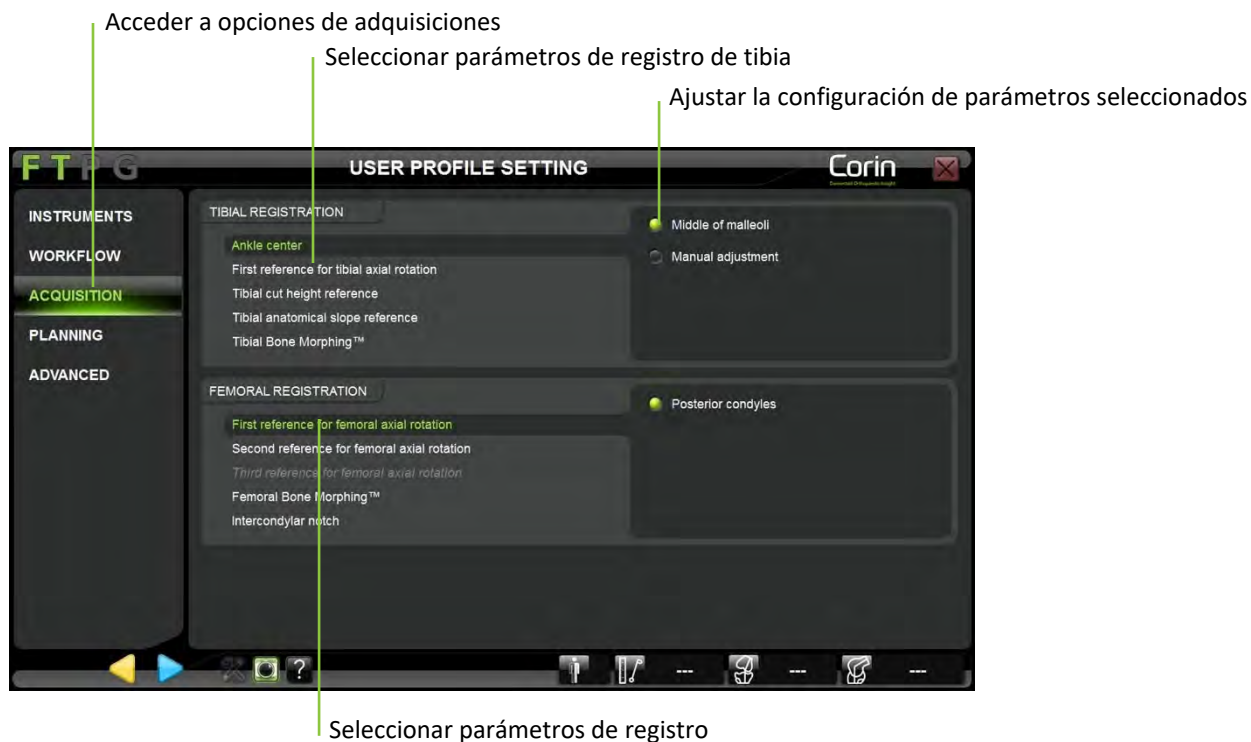 Acceder a opciones de adquisiciones
Seleccionar parámetros de registro de tibia
Ajustar la configuración de parámetros seleccionados
FTPG
USER PROFILE SETTING
Corin
INSTRUMENTS
WORKFLOW
ACQUISITION
PLANNING
ADVANCED
TIBIAL REGISTRATION
Ankle center
First reference for tibial axial rotation
Tibial cut height reference
Tibial anatomical slope reference
Tibial Bone Morphing™
Middle of malleoli
Manual adjustment
FEMORAL REGISTRATION
First reference for femoral axial rotation
Second reference for femoral axial rotation
Third reference for femoral axial rotation
Femoral Bone Morphing™
Intercondylar notch
Posterior condyles
? --- --- ---
Seleccionar parámetros de registro